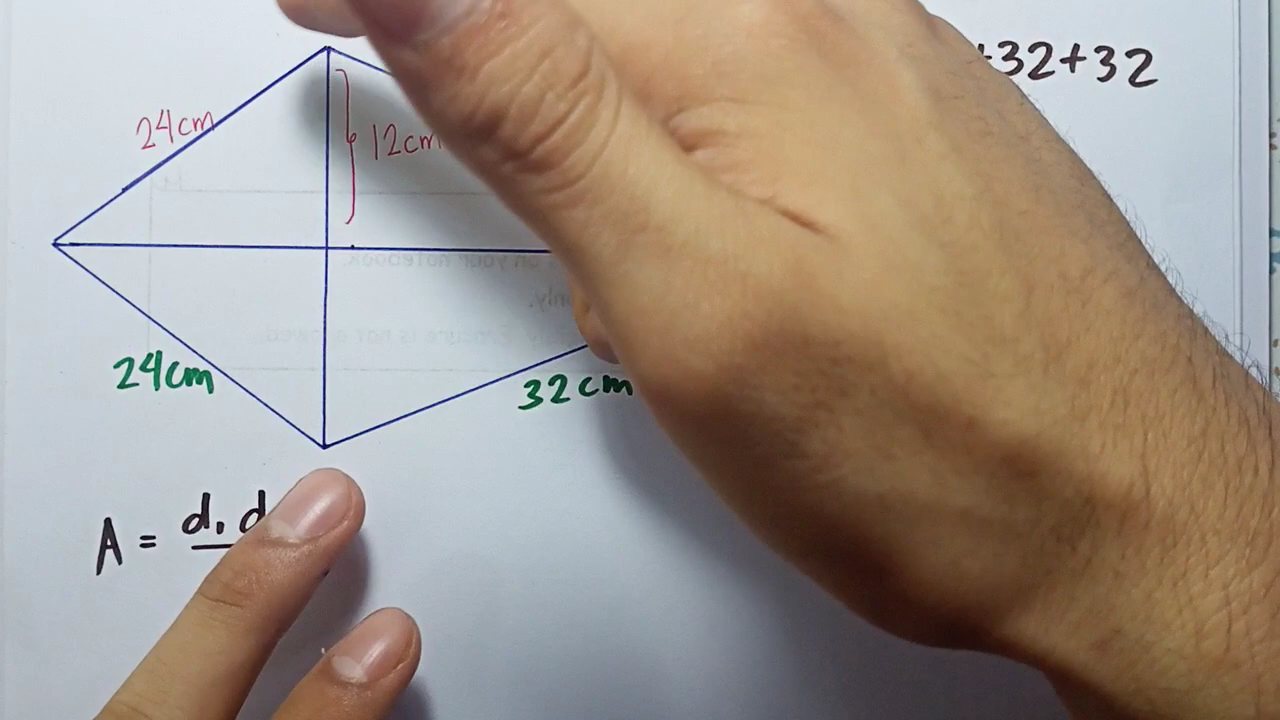 +32+32
24cm
12cm
24cm
32cm
A = d₁ d